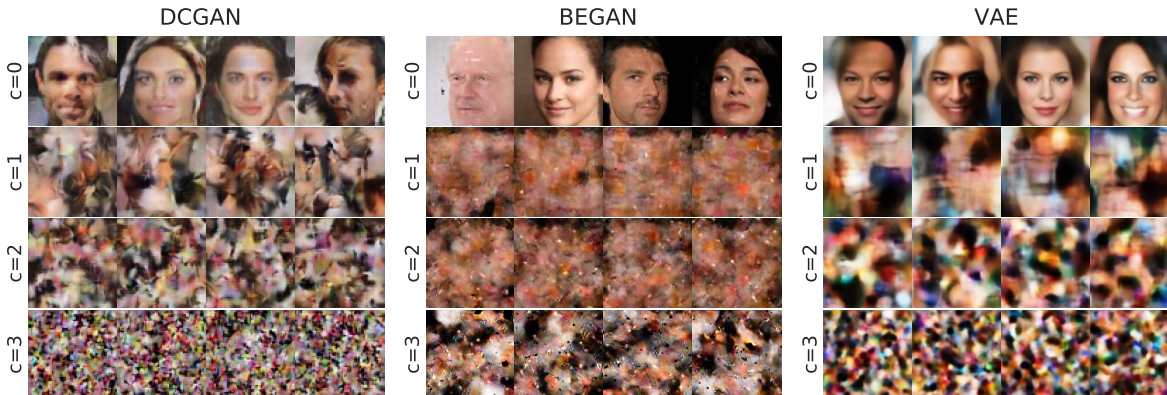 DCGAN BEGAN VAE
c=0 c=0 c=0
c=1 c=1 c=1
c=2 c=2 c=2
c=3 c=3 c=3